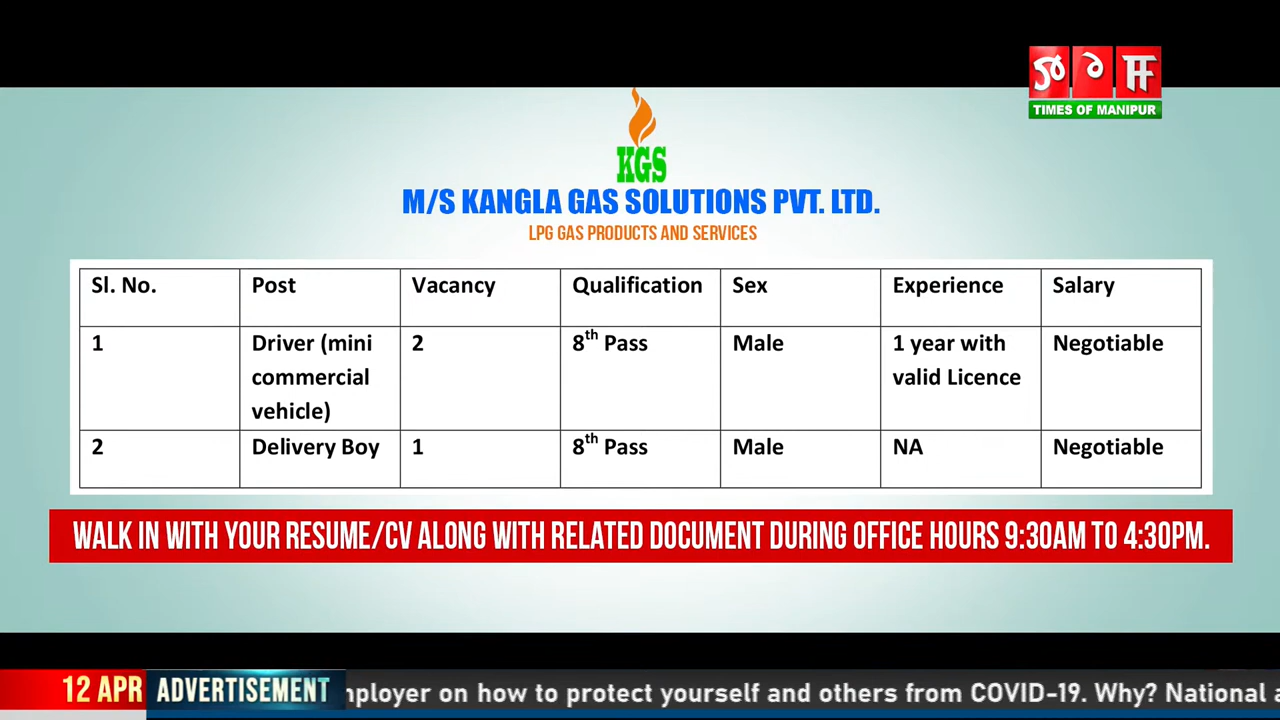 ꯇꯣꯝ
TIMES OF MANIPUR
KGS
M/S KANGLA GAS SOLUTIONS PVT. LTD.
LPG GAS PRODUCTS AND SERVICES
Sl. No. Post Vacancy Qualification Sex Experience Salary
1 Driver (mini 2 8th Pass Male 1 year with Negotiable
commercial valid Licence
vehicle)
2 Delivery Boy 1 8th Pass Male NA Negotiable
WALK IN WITH YOUR RESUME/CV ALONG WITH RELATED DOCUMENT DURING OFFICE HOURS 9:30AM TO 4:30PM.
12 APR ADVERTISEMENT mployer on how to protect yourself and others from COVID-19. Why? National a